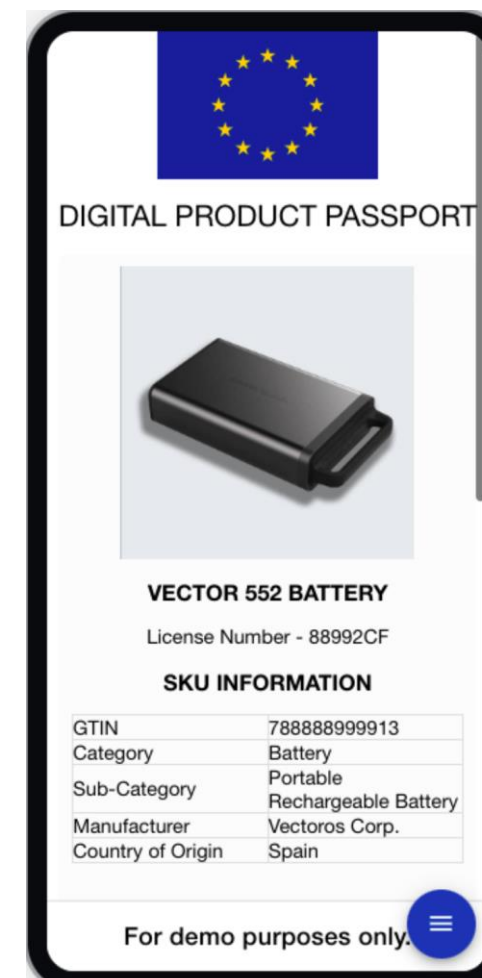 DIGITAL PRODUCT PASSPORT
VECTOR 552 BATTERY
License Number - 88992CF
SKU INFORMATION
GTIN 788888999913
Category Battery
Sub-Category Portable
Rechargeable Battery
Manufacturer Vectoros Corp.
Country of Origin Spain
For demo purposes only.